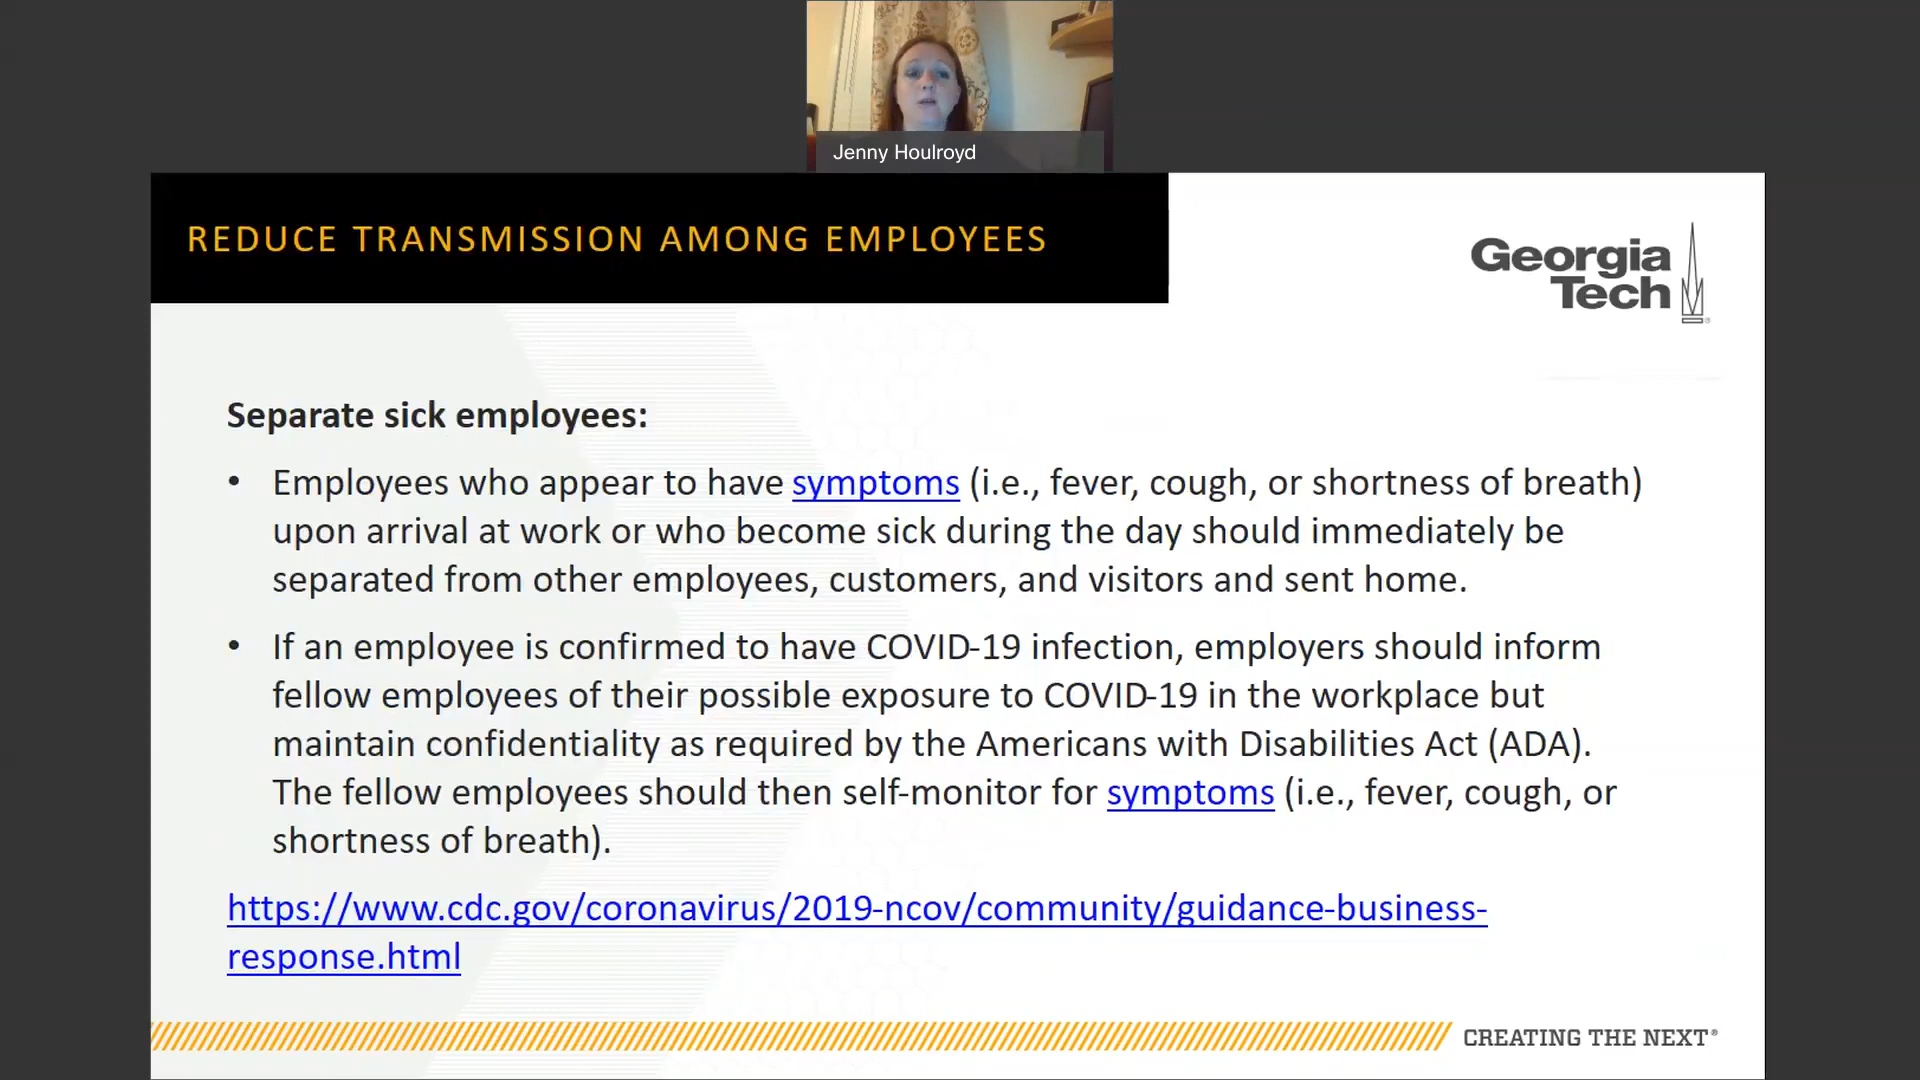 Jenny Houlroyd
REDUCE TRANSMISSION AMONG EMPLOYEES
Georgia
Tech
Separate sick employees:
• Employees who appear to have symptoms (i.e., fever, cough, or shortness of breath)
upon arrival at work or who become sick during the day should immediately be
separated from other employees, customers, and visitors and sent home.
• If an employee is confirmed to have COVID-19 infection, employers should inform
fellow employees of their possible exposure to COVID-19 in the workplace but
maintain confidentiality as required by the Americans with Disabilities Act (ADA).
The fellow employees should then self-monitor for symptoms (i.e., fever, cough, or
shortness of breath).
https://www.cdc.gov/coronavirus/2019-ncov/community/guidance-business-
response.html
CREATING THE NEXT®